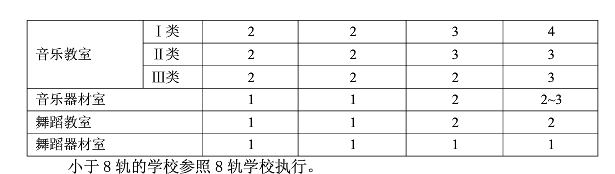 音乐教室 Ⅰ类 2 2 3 4
Ⅱ类 2 2 3 3
Ⅲ类 2 2 2 3
音乐器材室 1 1 2 2~3
舞蹈教室 1 1 2 2
舞蹈器材室 1 1 1 1
小于 8 轨的学校参照 8 轨学校执行。